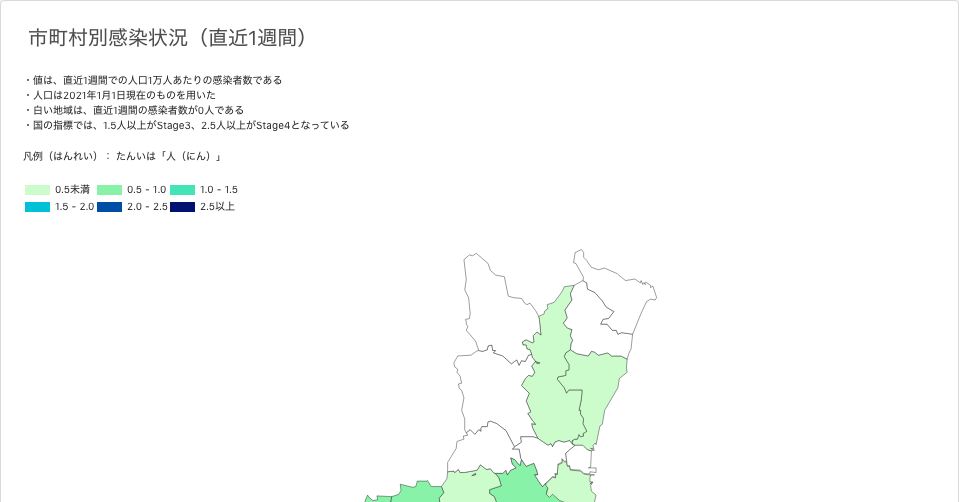 市町村別感染状況（直近1週間）
・値は、直近1週間での人口1万人あたりの感染者数である
・人口は2021年1月1日現在のものを用いた
・白い地域は、直近1週間の感染者数が0人である
・国の指標では、1.5人以上がStage3、2.5人以上がStage4となっている
凡例（はんれい）： たんいは「人（にん）」
0.5未満 0.5 - 1.0 1.0 - 1.5
1.5 - 2.0 2.0 - 2.5 2.5以上